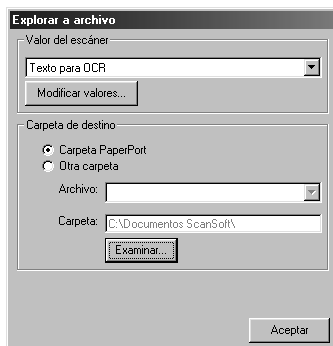 Explorar a archivo
Valor del escáner
Texto para OCR
Modificar valores...
Carpeta de destino
Carpeta PaperPort
Otra carpeta
Archivo:
Carpeta: C:\Documentos ScanSoft\
Examinar...
Aceptar